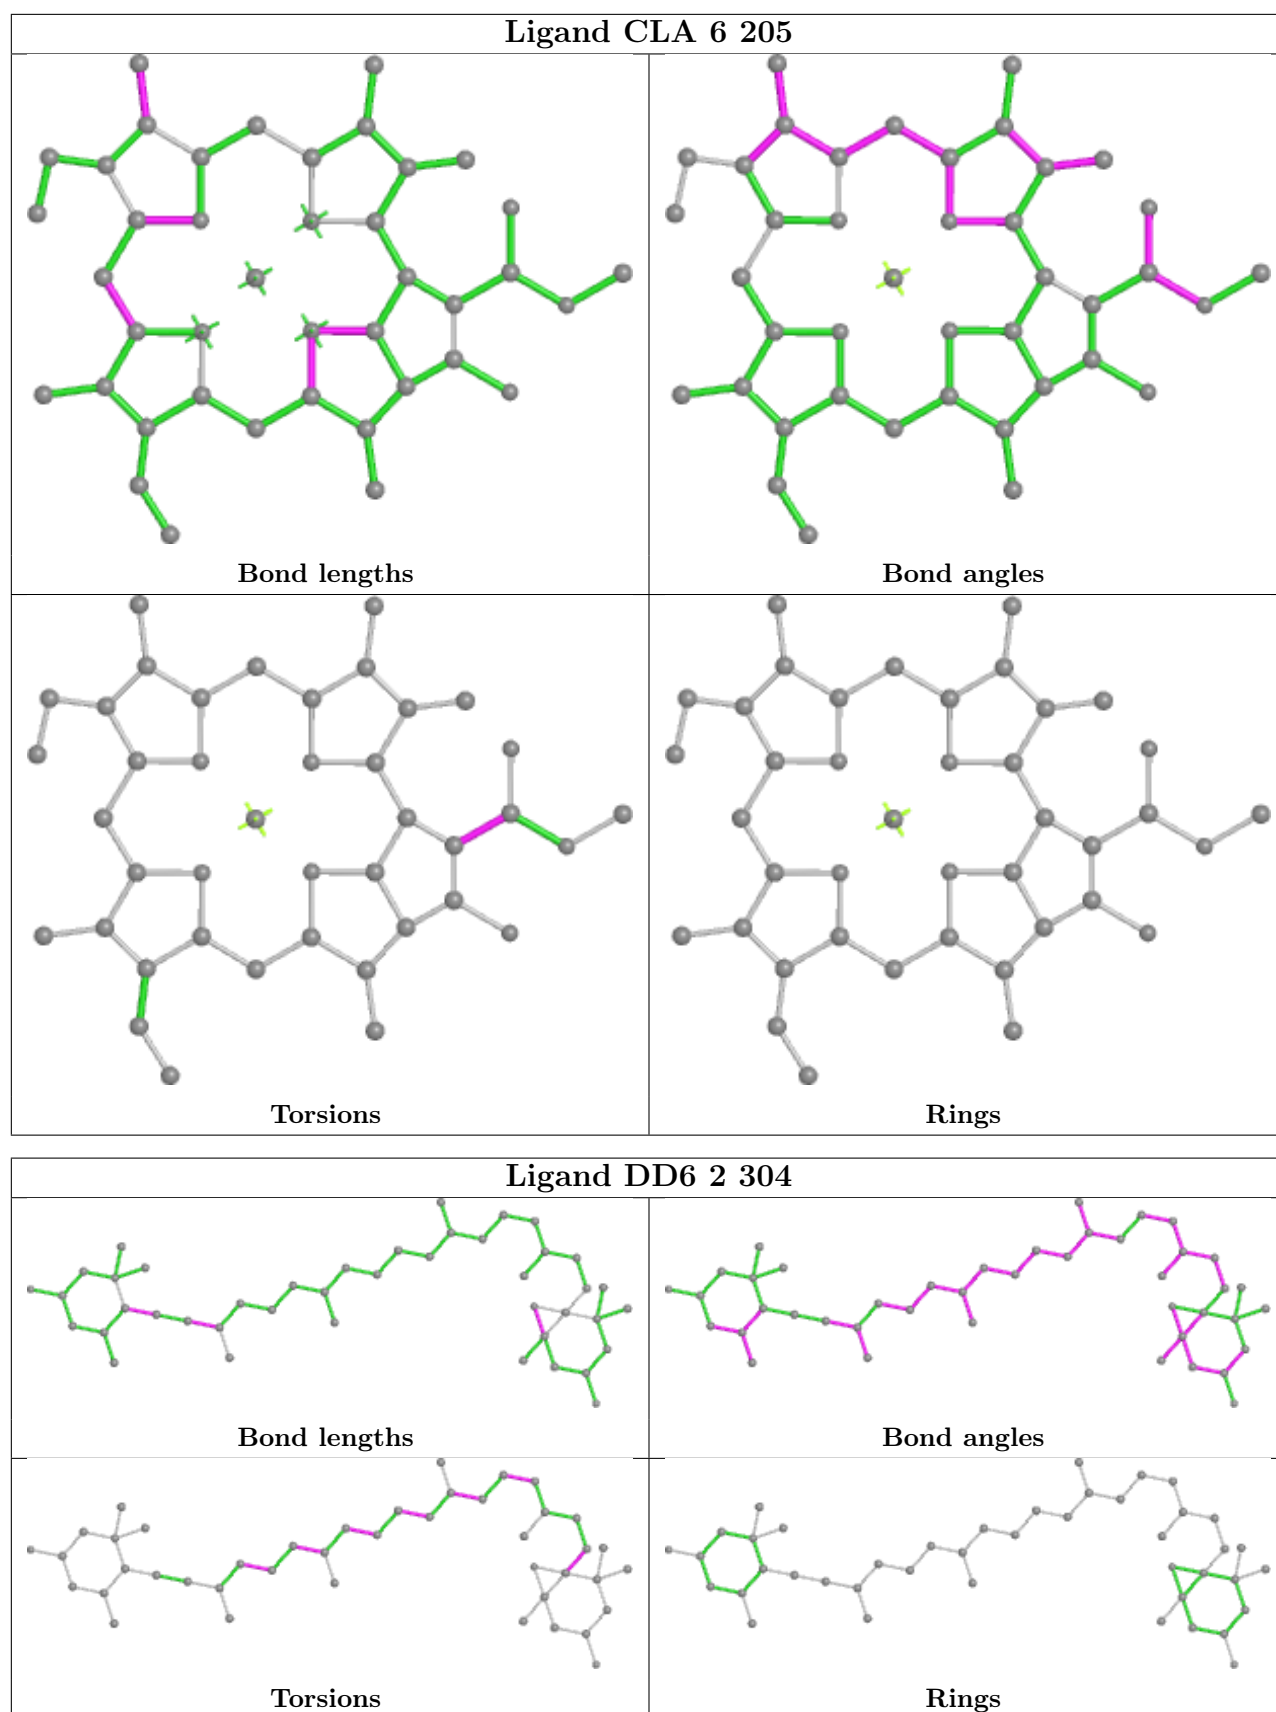 Ligand CLA 6 205
Bond lengths
Bond angles
Torsions
Rings
Ligand DD6 2 304
Bond lengths
Bond angles
Torsions
Rings